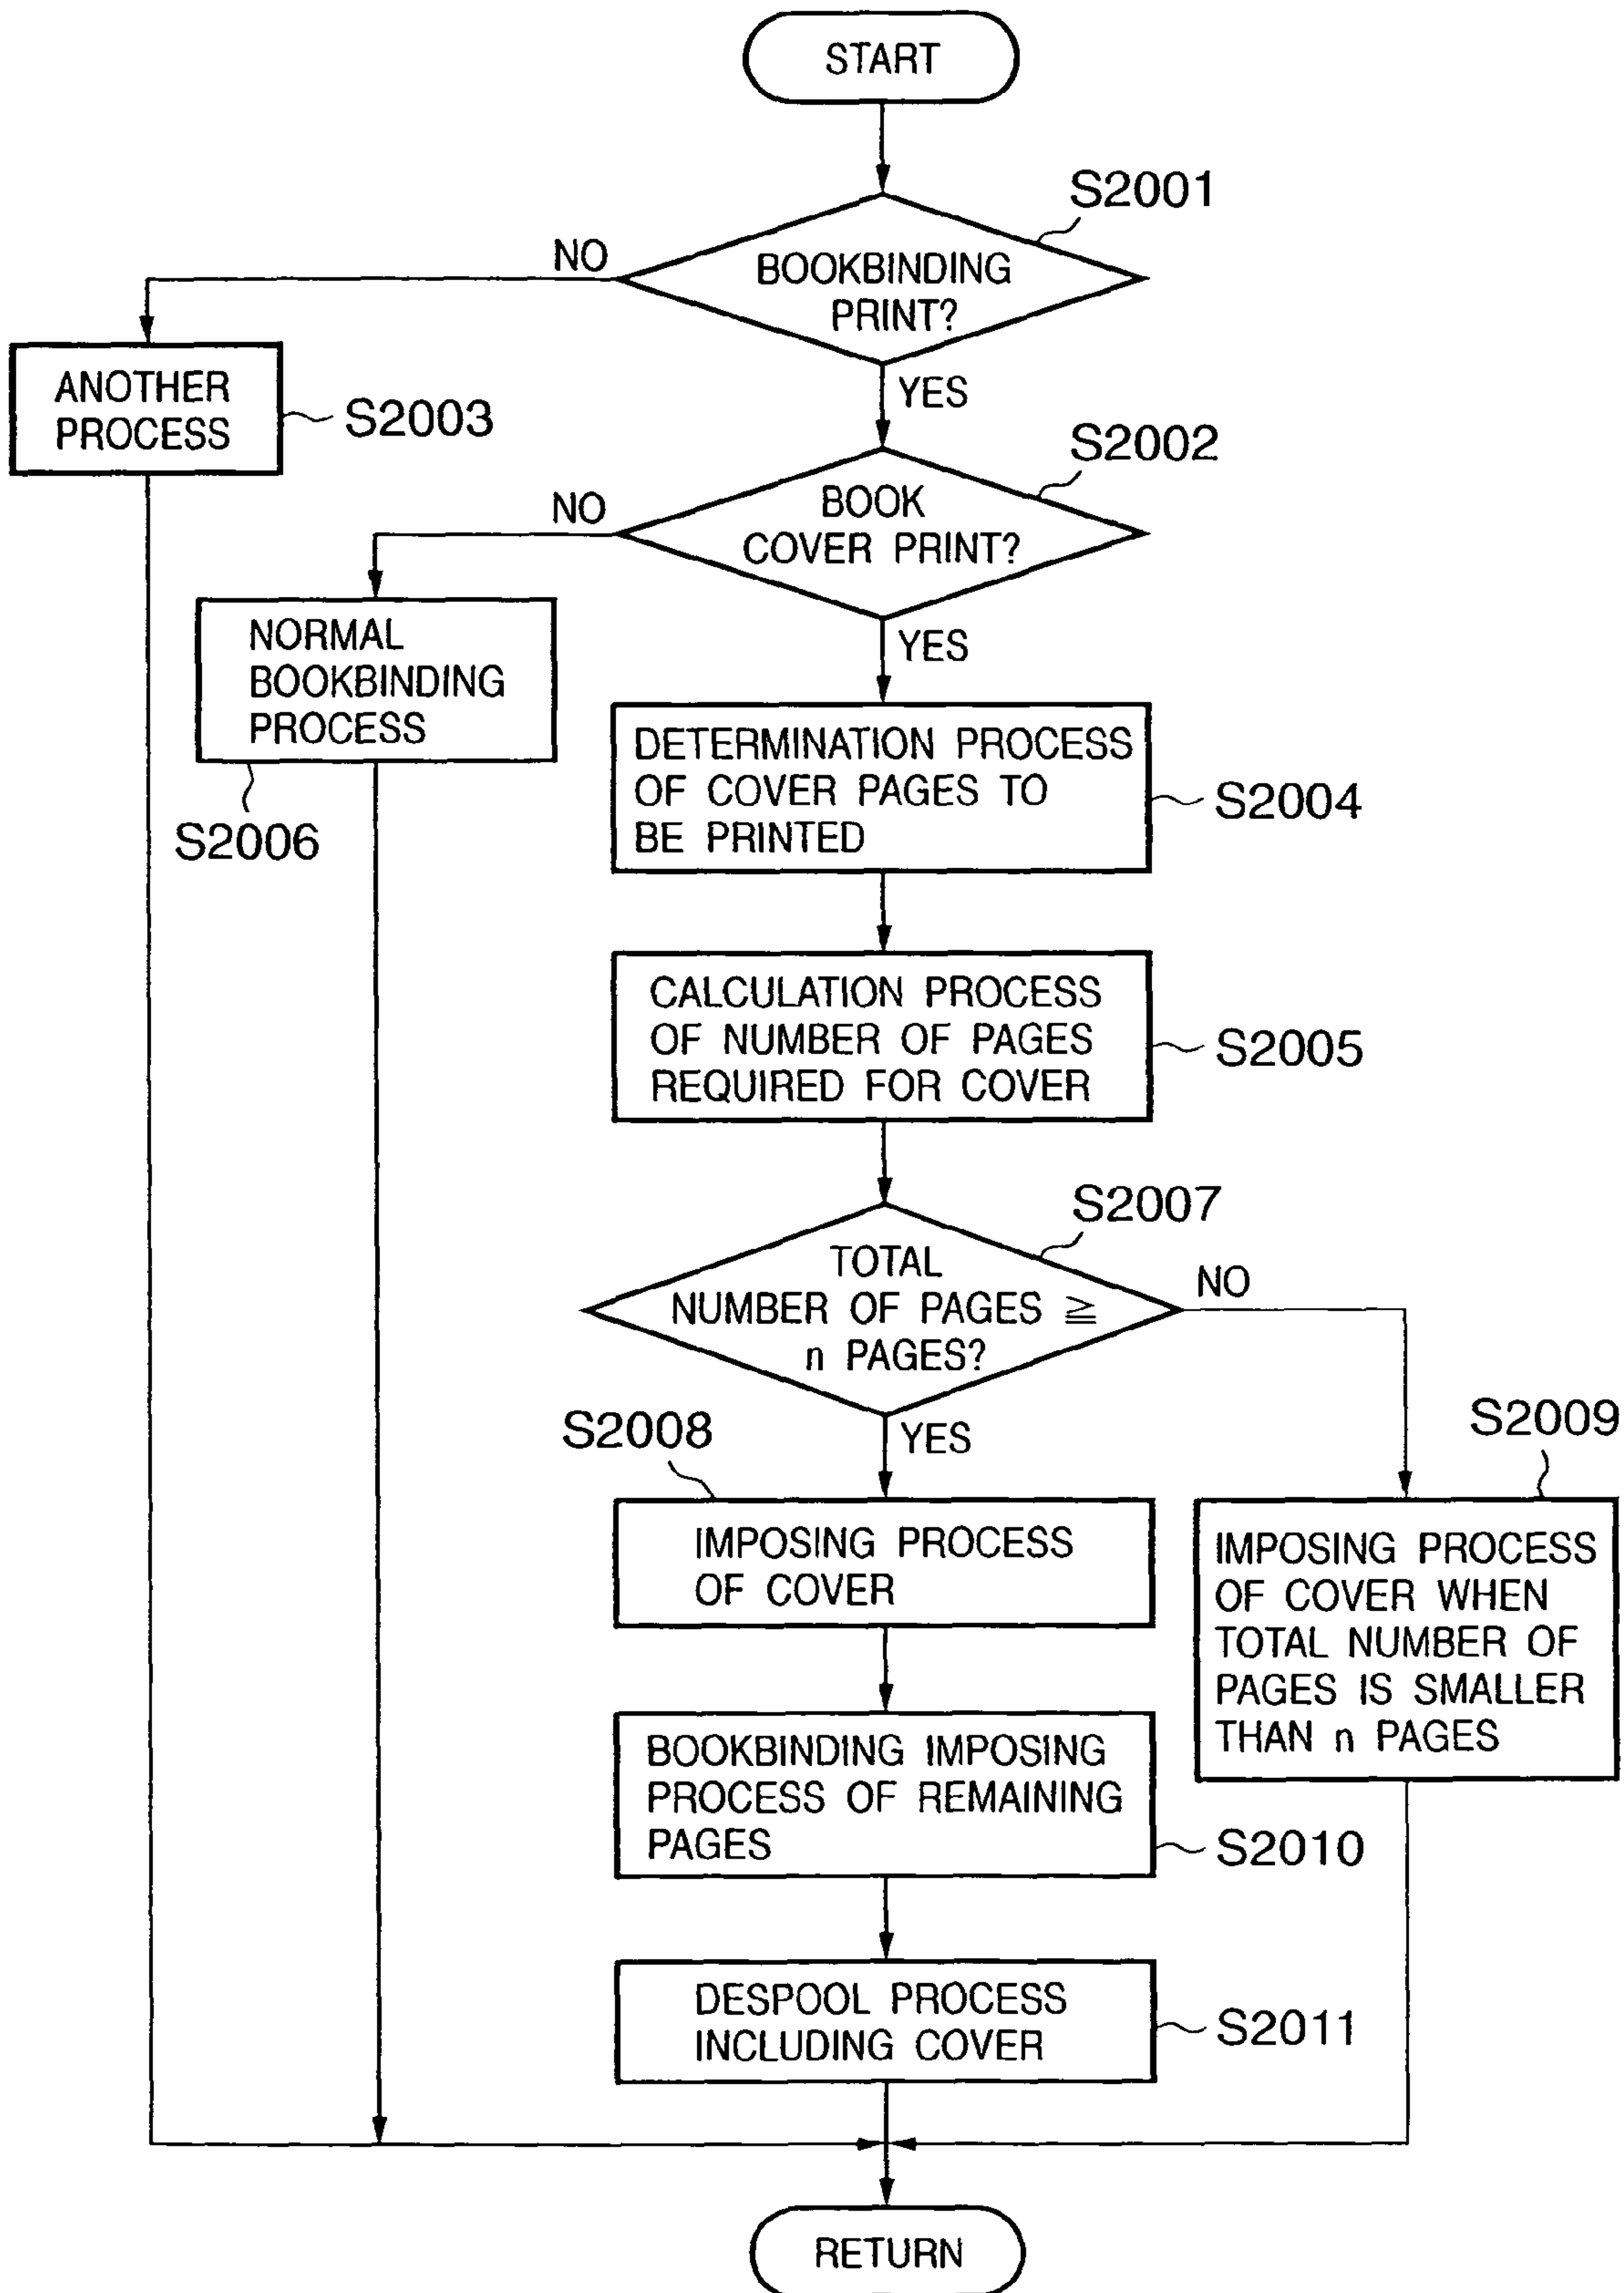 START
S2001
NO
BOOKBINDING
PRINT?
ANOTHER
PROCESS
S2003
YES
S2002
NO
BOOK
COVER PRINT?
NORMAL
BOOKBINDING
PROCESS
S2006
YES
DETERMINATION PROCESS
OF COVER PAGES TO
BE PRINTED
S2004
CALCULATION PROCESS
OF NUMBER OF PAGES
REQUIRED FOR COVER
S2005
S2007
TOTAL
NUMBER OF PAGES ≧
n PAGES?
NO
S2008
YES
S2009
IMPOSING PROCESS
OF COVER
IMPOSING PROCESS
OF COVER WHEN
TOTAL NUMBER OF
PAGES IS SMALLER
THAN n PAGES
BOOKBINDING IMPOSING
PROCESS OF REMAINING
PAGES
S2010
DESPOOL PROCESS
INCLUDING COVER
S2011
RETURN